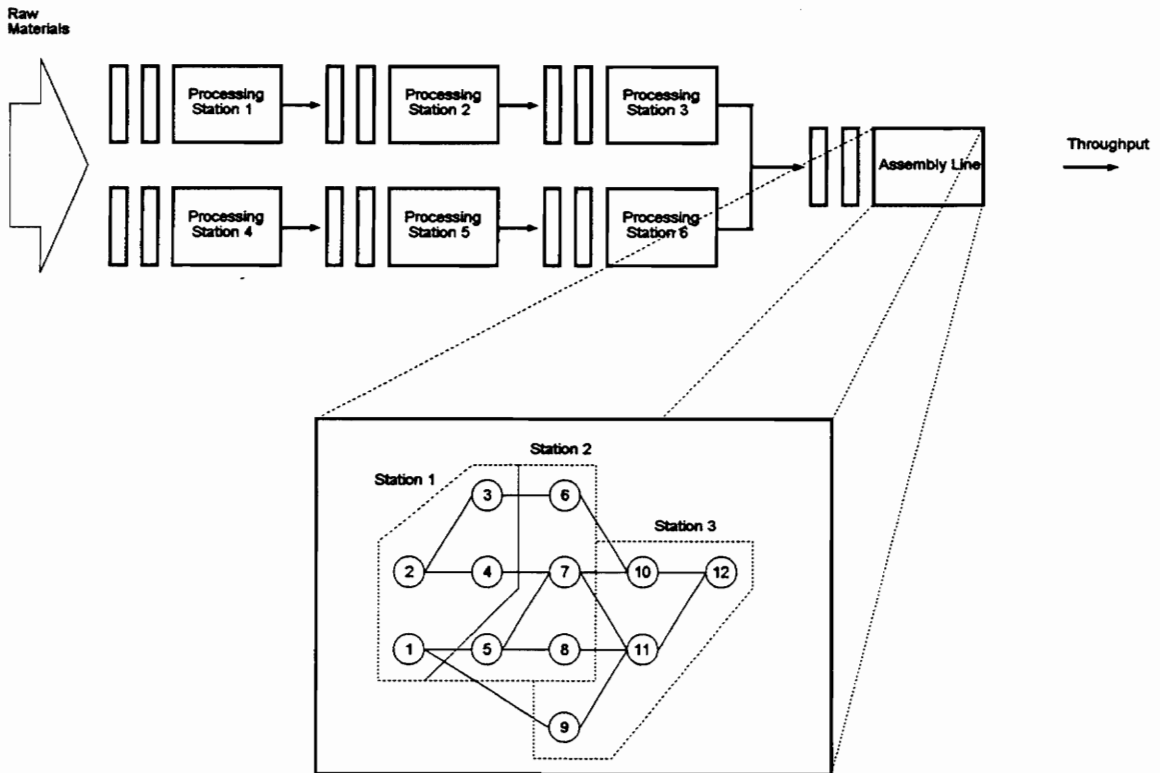 Raw
Materials
Processing
Station 1
Processing
Station 2
Processing
Station 3
Processing
Station 4
Processing
Station 5
Processing
Station 6
Assembly Line
Throughput
Station 1
Station 2
Station 3
3
6
2
4
7
10
12
1
5
8
11
9